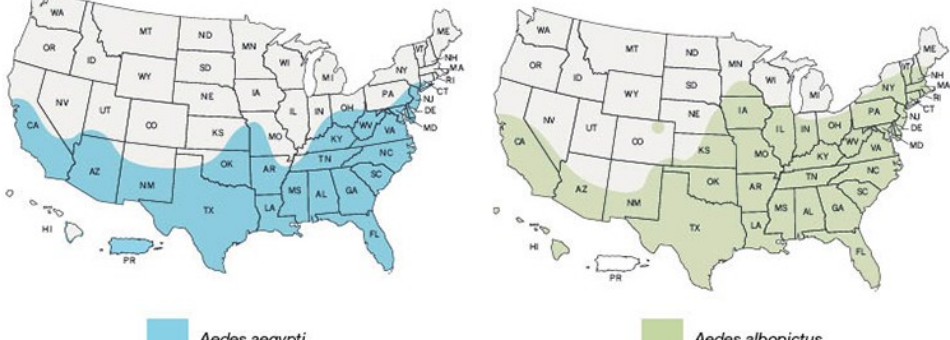 WA
MT
ND
MN
ME
OR
ID
WY
SD
WI
MI
VT
NH
MA
NY
RI
CT
NV
UT
CO
NE
IA
IL
IN
OH
PA
NJ
DE
MD
CA
KS
MO
KY
WV
VA
AZ
NM
OK
AR
TN
NC
SC
TX
LA
MS
AL
GA
FL
HI
PR
Aedes aegypti
WA
MT
ND
MN
ME
OR
ID
WY
SD
WI
MI
VT
NH
MA
NY
RI
CT
NV
UT
CO
NE
IA
IL
IN
OH
PA
NJ
DE
MD
CA
KS
MO
KY
WV
VA
AZ
NM
OK
AR
TN
NC
SC
TX
LA
MS
AL
GA
FL
HI
PR
Aedes albopictus